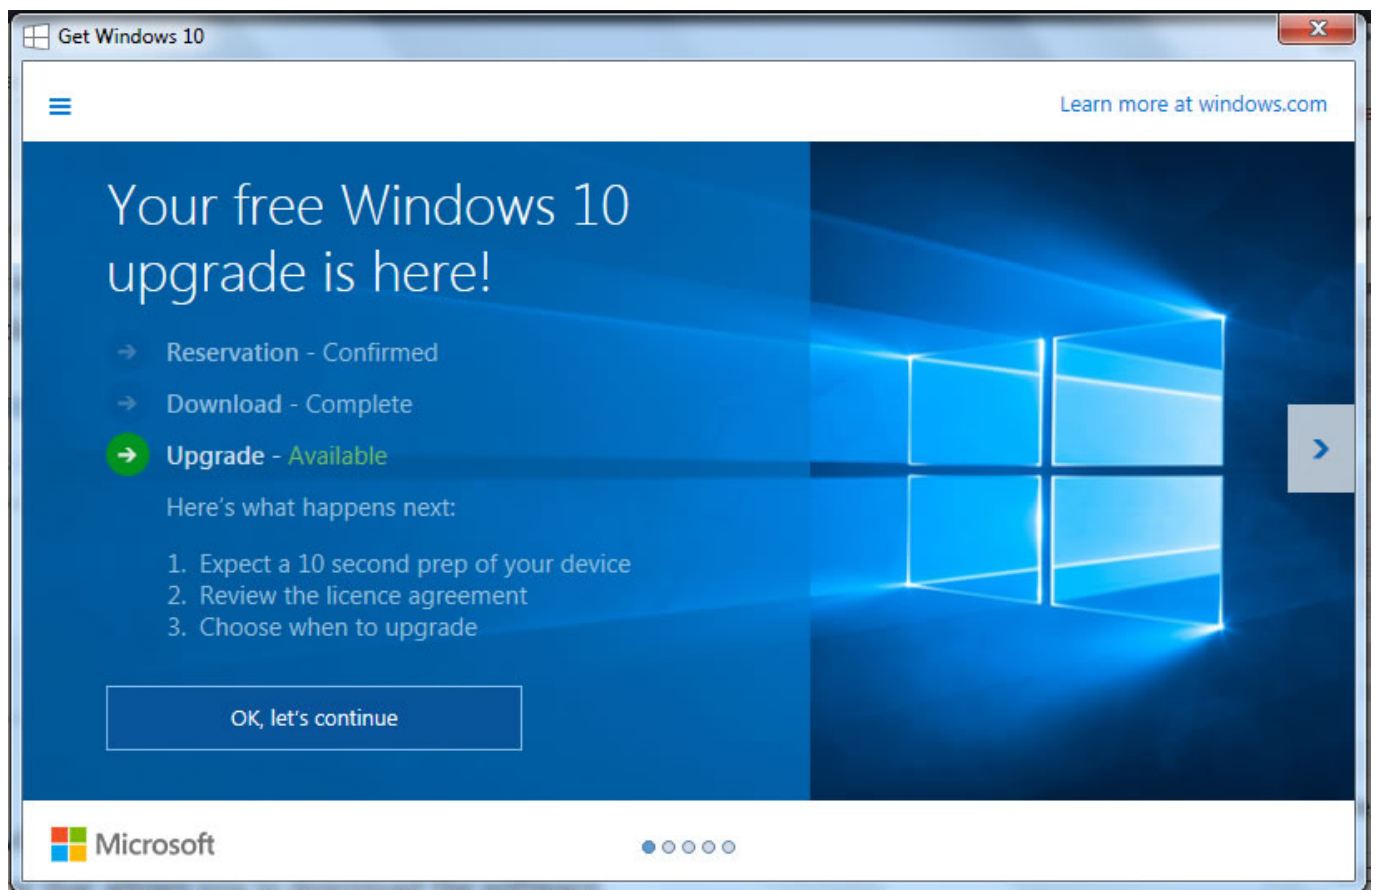 Get Windows 10
Learn more at windows.com
Your free Windows 10
upgrade is here!
Reservation - Confirmed
Download - Complete
Upgrade - Available
Here's what happens next:
1. Expect a 10 second prep of your device
2. Review the licence agreement
3. Choose when to upgrade
OK, let's continue
Microsoft